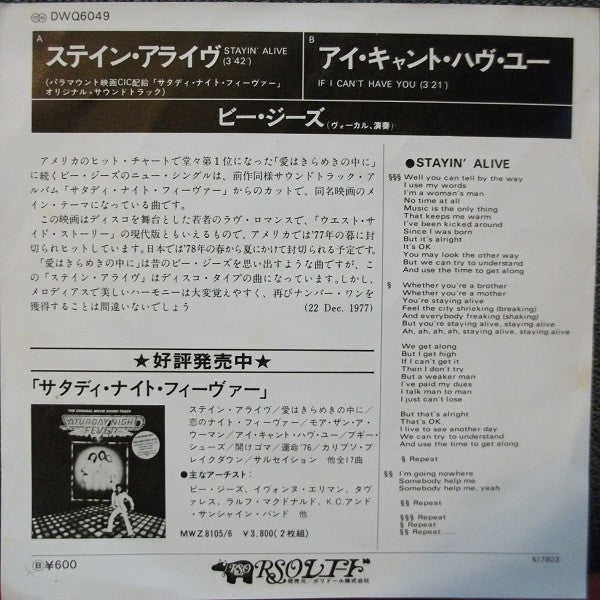 DWQ6049
A
ステイン・アライヴ STAYIN' ALIVE (3 42")
(パラマウント映画CIC配給「サタディ・ナイト・フィーヴァー」
オリジナル・サウンドトラック)
B
アイ・キャント・ハヴ・ユー
IF I CAN'T HAVE YOU (3 21")
ビー・ジーズ(ヴォーカル、演奏)
アメリカのヒット・チャートで堂々第1位になった「愛はきらめきの中に」
に続くビー・ジーズのニュー・シングルは、前作同様サウンドトラック・ア
ルバム「サタディ・ナイト・フィーヴァー」からのカットで、同名映画のメ
イン・テーマになっている曲です。
この映画はディスコを舞台とした若者のラヴ・ロマンスで、「ウエスト・サ
イド・ストーリー」の現代版ともいえるもので、アメリカでは'77年の暮に封
切られヒットしています。日本では'78年の春から夏にかけて封切られる予定です。
「愛はきらめきの中に」は昔のビー・ジーズを思い出すような曲ですが、こ
の「ステイン・アライヴ」はディスコ・タイプの曲になっています。しかし、
メロディアスで美しいハーモニーは大変覚えやすく、再びナンバー・ワンを
獲得することは間違いないでしょう (22 Dec. 1977)
★好評発売中★
「サタディ・ナイト・フィーヴァー」
THE ORIGINAL MOVIE SOUND TRACK
SATURDAY NIGHT
FEVER
ステイン・アライヴ/愛はきらめきの中に/
恋のナイト・フィーヴァー/モア・ザン・ア・
ウーマン/アイ・キャント・ハヴ・ユー/ブギー・
シューズ/開けゴマ/運命'76/カリプソ・ブ
レイクダウン/サルセイション 他全17曲
●主なアーチスト:
ビー・ジーズ、イヴォンヌ・エリマン、タヴ
ァレス、ラルフ・マクドナルド、K.C.アンド
・サンシャイン・バンド 他
MWZ8105/6 ¥3,800(2枚組)
●STAYIN' ALIVE
§§§ Well you can tell by the way
I use my words
I'm a woman's man
No time at all
Music is the only thing
That keeps me warm
I've been kicked around
Since I was born
But it's alright
It's OK
You may look the other way
But we can try to understand
And use the time to get along
§ Whether you're a brother
Whether you're a mother
You're staying alive
Feel the city shrieking (breaking)
And everybody freaking (shaking)
But you're staying alive, staying alive
Ah, ah, ah, ah, staying alive, staying alive
We get along
But I get high
If I can't get it
Then I don't try
But a weaker man
I've paid my dues
I talk man to man
I just can't lose
But that's alright
That's OK
I live to see another day
We can try to understand
And use the time to get along
§ Repeat
§§ I'm going nowhere
Somebody help me
Somebody help me, yeah
§§ Repeat
§§§ Repeat
§ Repeat
§§ Repeat......
Ⓑ¥600
RSO
RSOレコード
発売元/ポリドール株式会社
K17803